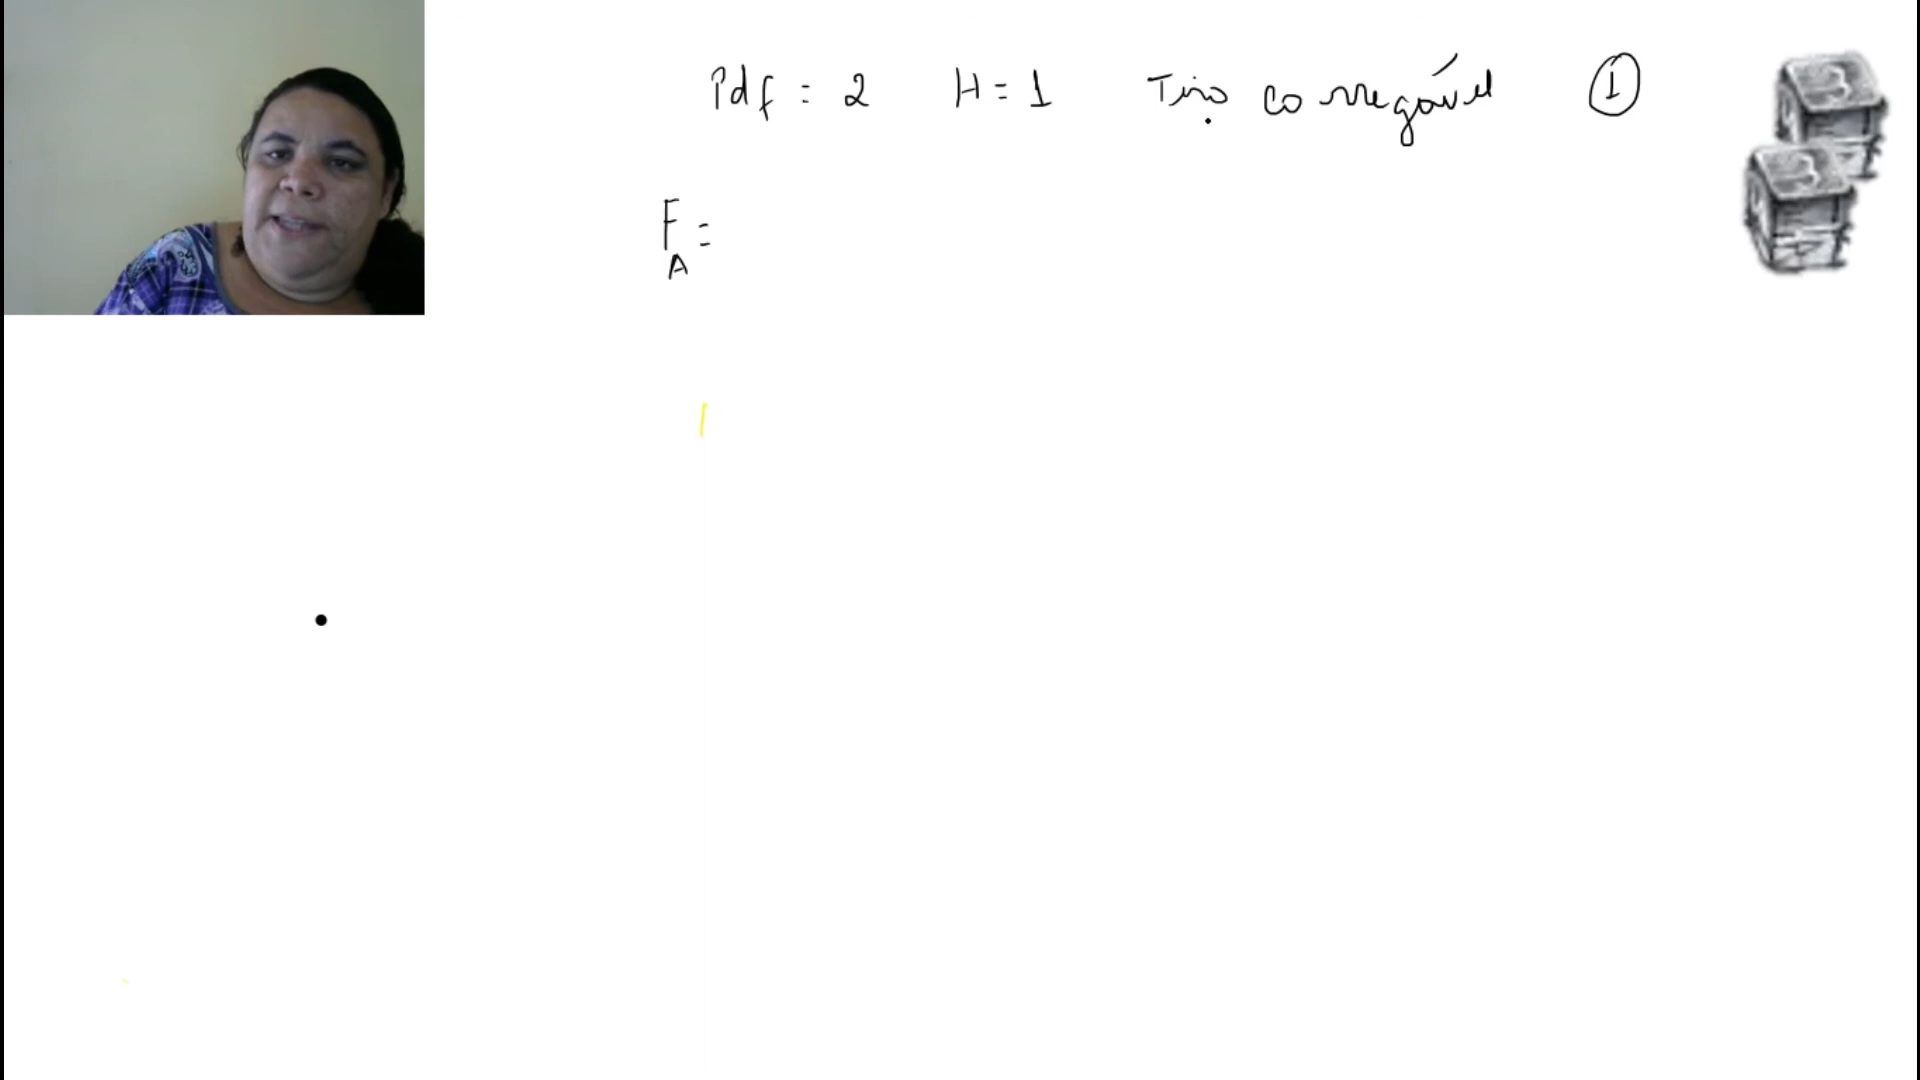 Pdf = 2 H = 1 Tiro carregável 1
F =
A